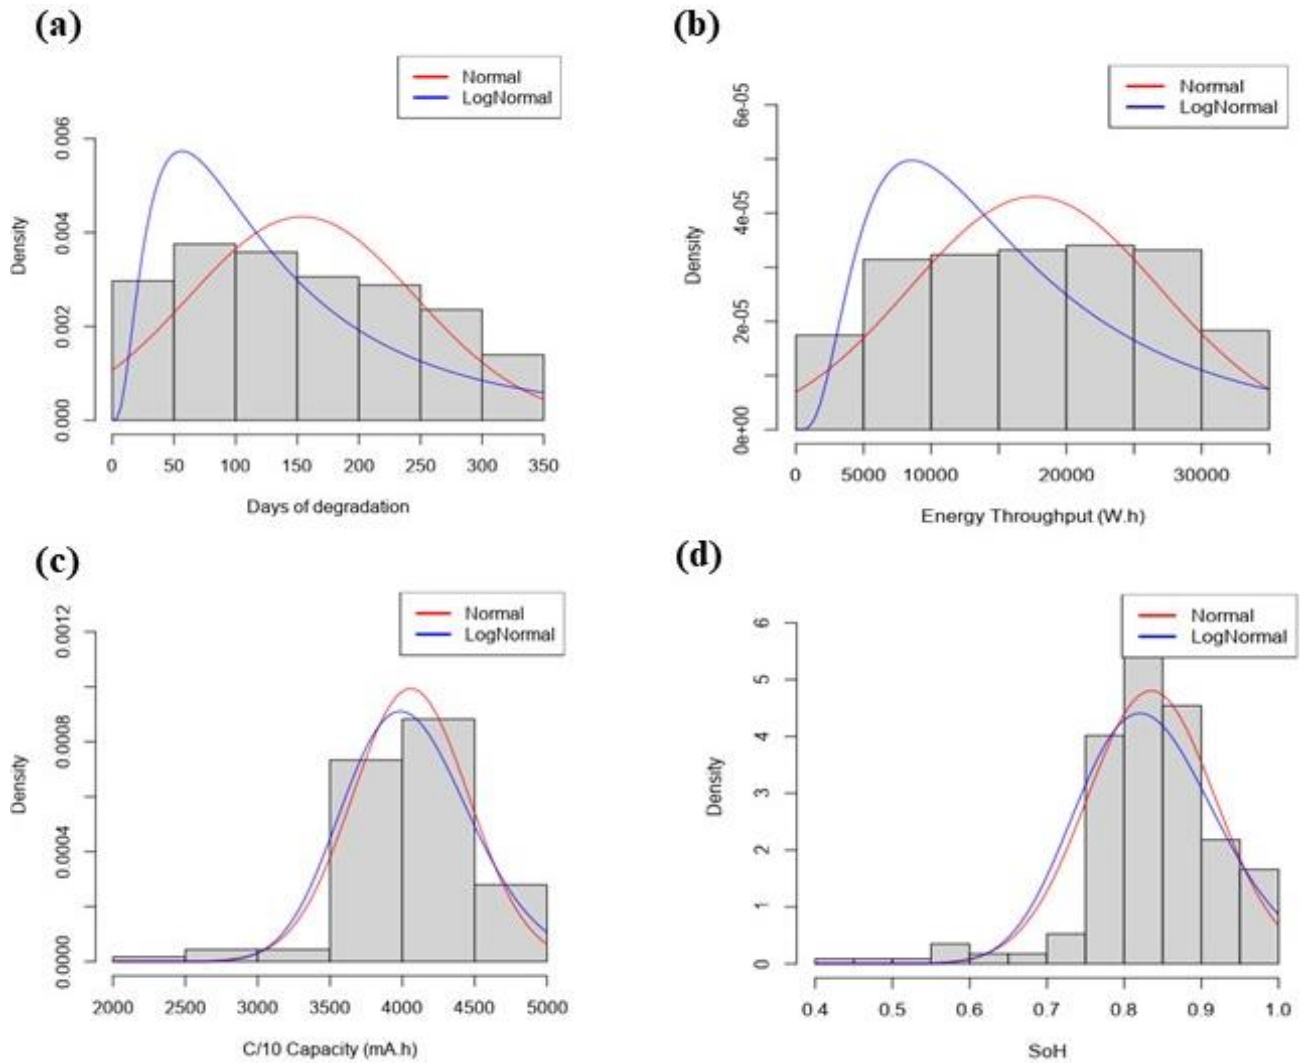 (a)
Normal
LogNormal
Density
0.000 0.002 0.004 0.006
0 50 100 150 200 250 300 350
Days of degradation
(b)
Normal
LogNormal
Density
0e+00 2e-05 4e-05 6e-05
0 5000 10000 20000 30000
Energy Throughput (W.h)
(c)
Normal
LogNormal
Density
0.0000 0.0004 0.0008 0.0012
2000 2500 3000 3500 4000 4500 5000
C/10 Capacity (mA.h)
(d)
Normal
LogNormal
Density
0 1 2 3 4 5 6
0.4 0.5 0.6 0.7 0.8 0.9 1.0
SoH